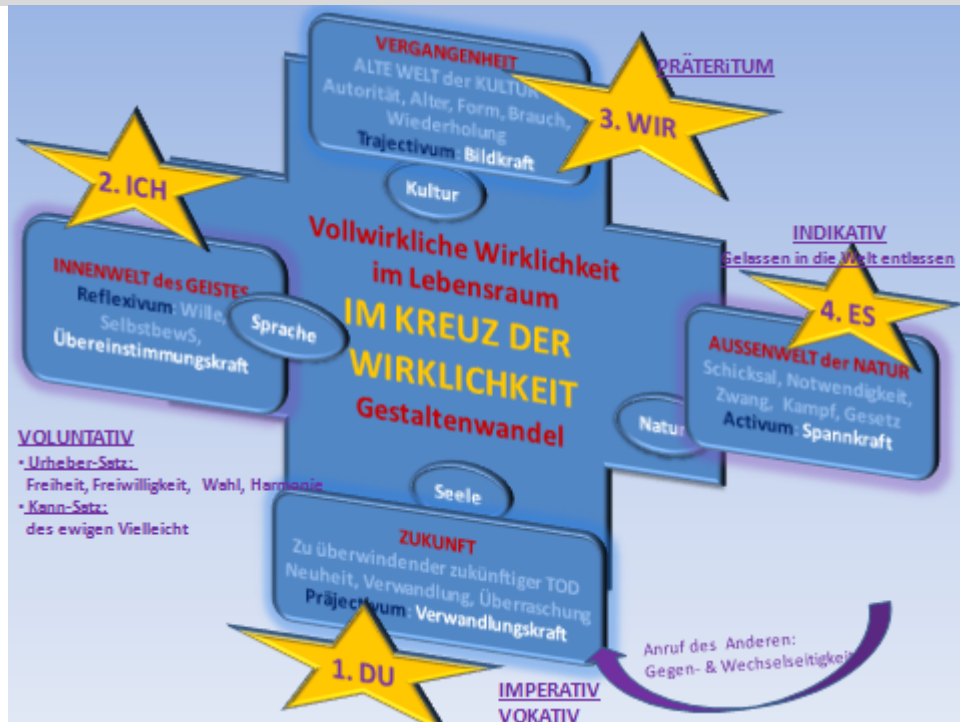 VERGANGENHEIT
ALTE WELT der KULTUR
Autorität, Alter, Form, Brauch,
Wiederholung
Trajectivum: Bildkraft
PRÄTERiTUM
3. WIR
2. ICH
Kultur
INNENWELT des GEISTES
Reflexivum: Wille,
SelbstbewS,
Übereinstimmungskraft
Sprache
Vollwirkliche Wirklichkeit
im Lebensraum
IM KREUZ DER
WIRKLICHKEIT
Gestaltenwandel
INDIKATIV
Gelassen in die Welt entlassen
4. ES
AUSSENWELT der NATUR
Schicksal, Notwendigkeit,
Zwang, Kampf, Gesetz
Activum: Spannkraft
Natur
VOLUNTATIV
• Urheber-Satz:
Freiheit, Freiwilligkeit, Wahl, Harmonie
• Kann-Satz:
des ewigen Vielleicht
Seele
ZUKUNFT
Zu überwindender zukünftiger TOD
Neuheit, Verwandlung, Überraschung
Präjectivum: Verwandlungskraft
1. DU
Anruf des Anderen:
Gegen- & Wechselseitigkeit
IMPERATIV
VOKATIV